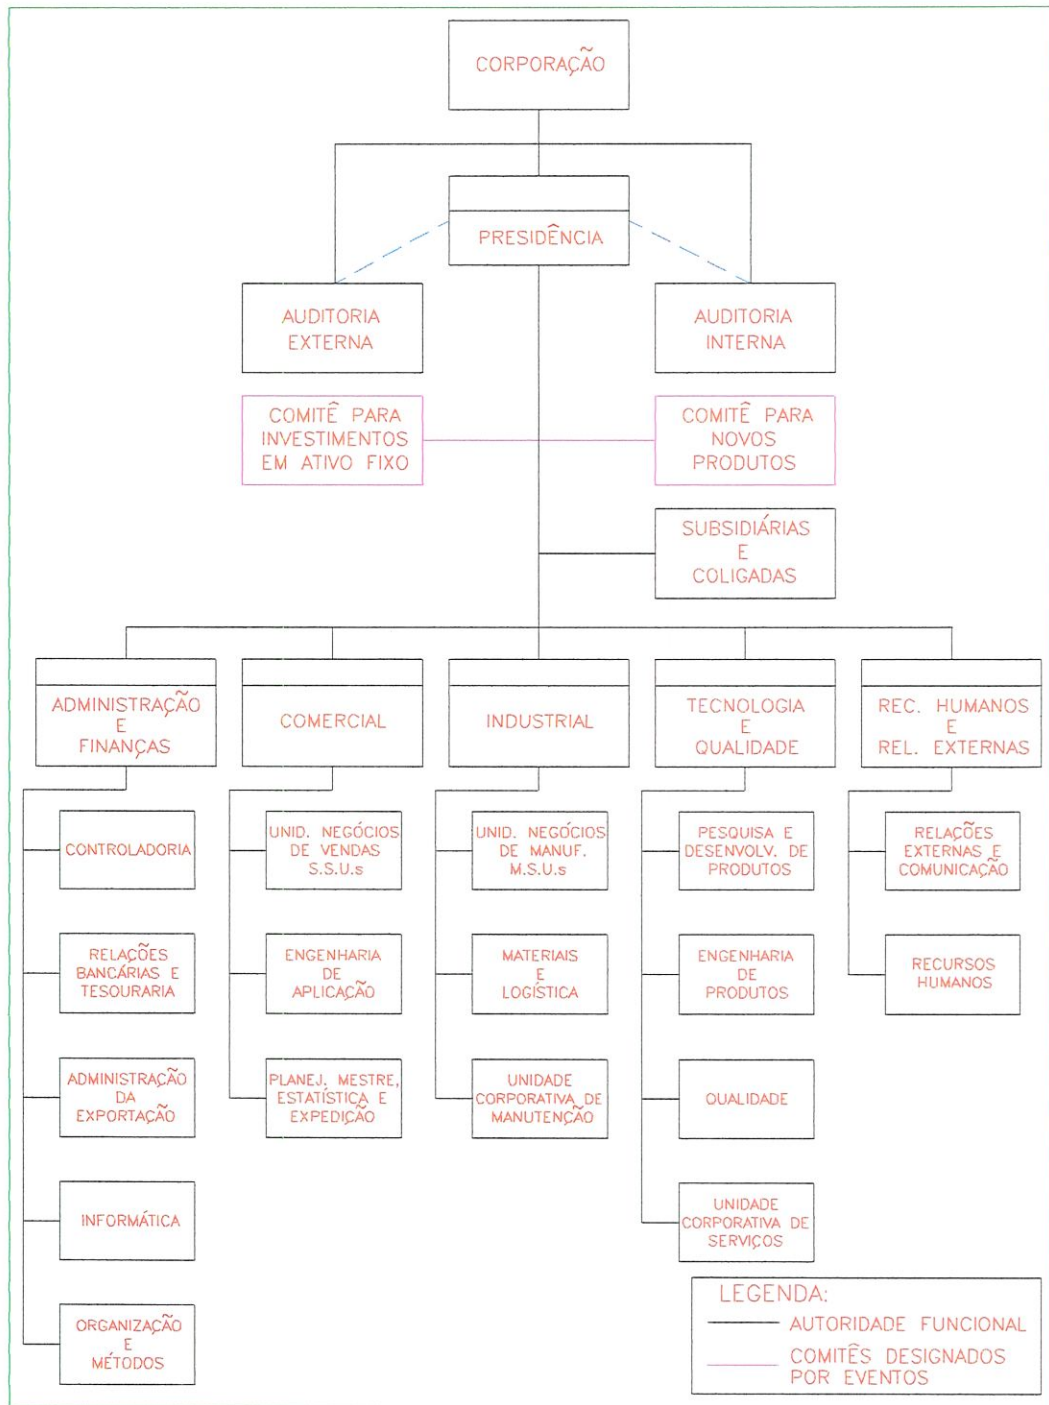 CORPORAÇÃO
PRESIDÊNCIA
AUDITORIA
EXTERNA
AUDITORIA
INTERNA
COMITÊ PARA
INVESTIMENTOS
EM ATIVO FIXO
COMITÊ PARA
NOVOS
PRODUTOS
SUBSIDIÁRIAS
E
COLIGADAS
ADMINISTRAÇÃO
E
FINANÇAS
COMERCIAL
INDUSTRIAL
TECNOLOGIA
E
QUALIDADE
REC. HUMANOS
E
REL. EXTERNAS
CONTROLADORIA
UNID. NEGÓCIOS
DE VENDAS
S.S.U.s
UNID. NEGÓCIOS
DE MANUF.
M.S.U.s
PESQUISA E
DESENVOLV. DE
PRODUTOS
RELAÇÕES
EXTERNAS E
COMUNICAÇÃO
RELAÇÕES
BANCÁRIAS E
TESOURARIA
ENGENHARIA
DE
APLICAÇÃO
MATERIAIS
E
LOGÍSTICA
ENGENHARIA
DE
PRODUTOS
RECURSOS
HUMANOS
ADMINISTRAÇÃO
DA
EXPORTAÇÃO
PLANEJ. MESTRE,
ESTATÍSTICA E
EXPEDIÇÃO
UNIDADE
CORPORATIVA DE
MANUTENÇÃO
QUALIDADE
INFORMÁTICA
UNIDADE
CORPORATIVA DE
SERVIÇOS
ORGANIZAÇÃO
E
MÉTODOS
LEGENDA:
AUTORIDADE FUNCIONAL
COMITÊS DESIGNADOS
POR EVENTOS